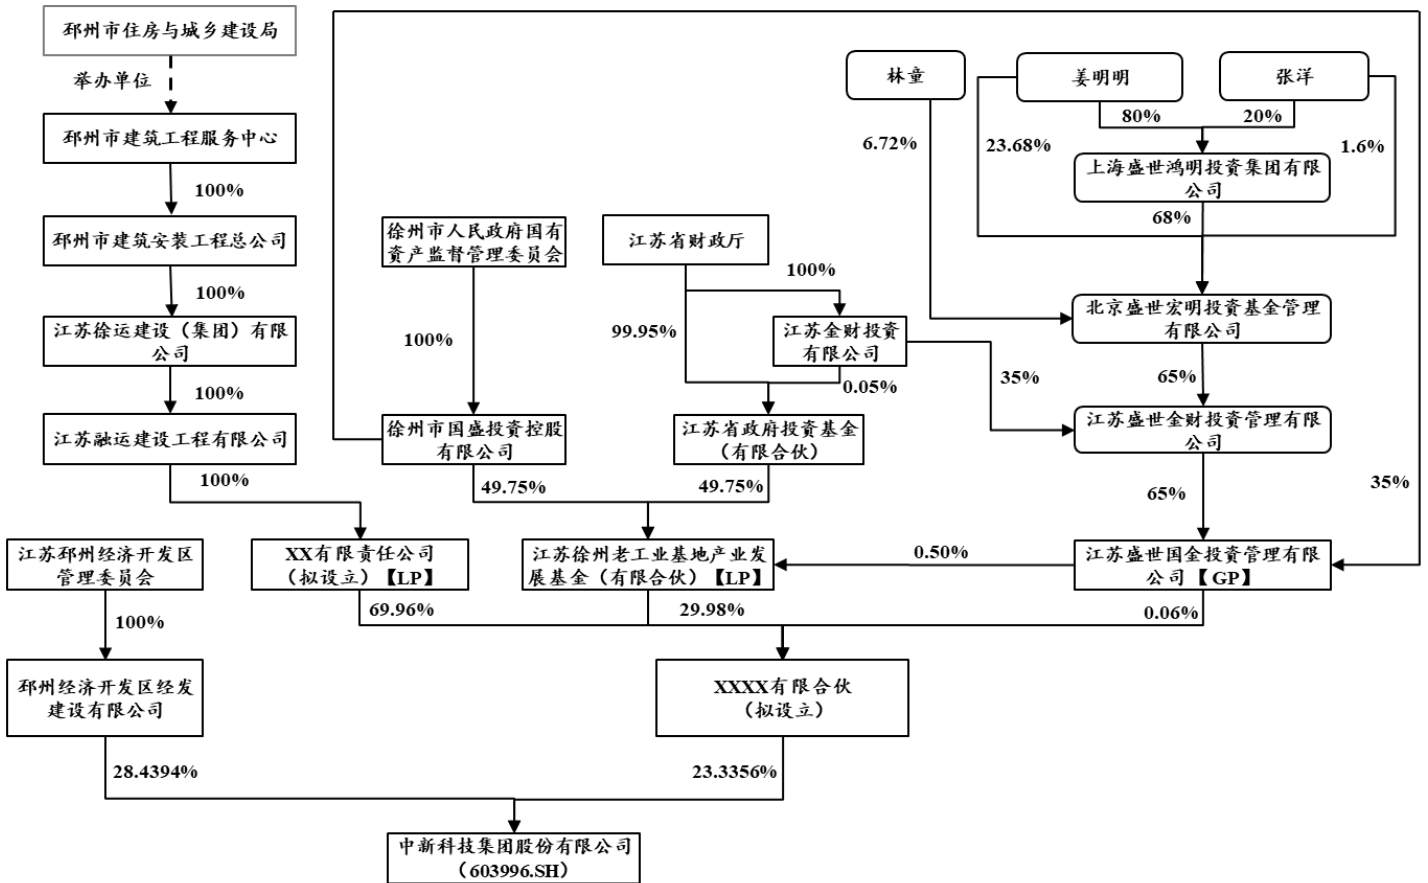 邳州市住房与城乡建设局
举办单位
林童
姜明明
张洋
80%
20%
邳州市建筑工程服务中心
6.72%
23.68%
1.6%
上海盛世鸿明投资集团有限
公司
100%
68%
邳州市建筑安装工程总公司
徐州市人民政府国有
资产监督管理委员会
江苏省财政厅
100%
100%
北京盛世宏明投资基金管理
有限公司
江苏徐运建设（集团）有限
公司
100%
99.95%
江苏金财投资
有限公司
35%
65%
0.05%
100%
江苏融运建设工程有限公司
徐州市国盛投资控股
有限公司
江苏省政府投资基金
（有限合伙）
江苏盛世金财投资管理有限
公司
100%
49.75%
49.75%
65%
35%
江苏邳州经济开发区
管理委员会
XX有限责任公司
（拟设立）【LP】
江苏徐州老工业基地产业发
展基金（有限合伙）【LP】
0.50%
江苏盛世国金投资管理有限
公司【GP】
100%
69.96%
29.98%
0.06%
邳州经济开发区经发
建设有限公司
XXXX有限合伙
（拟设立）
28.4394%
23.3356%
中新科技集团股份有限公司
（603996.SH）